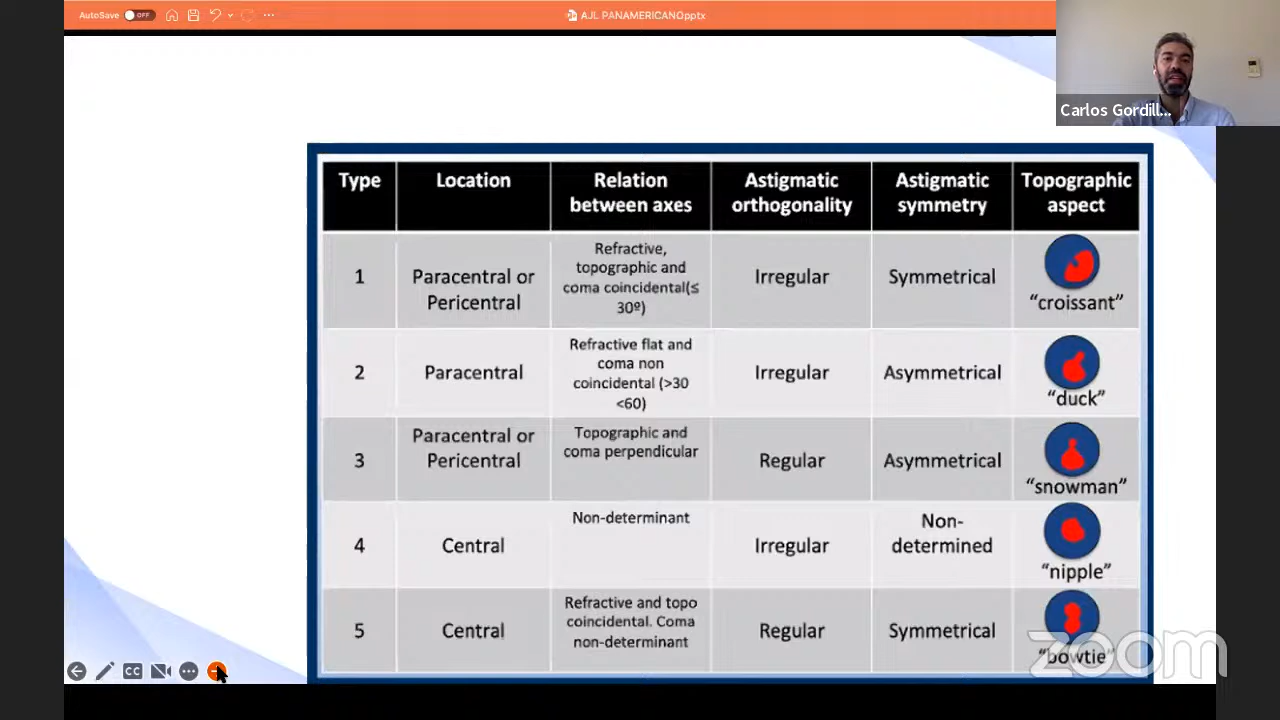 AutoSave OFF
AJL PANAMERICANOpptx
Carlos Gordill...
Type
Location
Relation
between axes
Astigmatic
orthogonality
Astigmatic
symmetry
Topographic
aspect
1
Paracentral or
Pericentral
Refractive,
topographic and
coma coincidental(≤
30º)
Irregular
Symmetrical
“croissant”
2
Paracentral
Refractive flat and
coma non
coincidental (>30
<60)
Irregular
Asymmetrical
“duck”
3
Paracentral or
Pericentral
Topographic and
coma perpendicular
Regular
Asymmetrical
“snowman”
4
Central
Non-determinant
Irregular
Non-
determined
“nipple”
5
Central
Refractive and topo
coincidental. Coma
non-determinant
Regular
Symmetrical
“bowtie”
CC
zoom